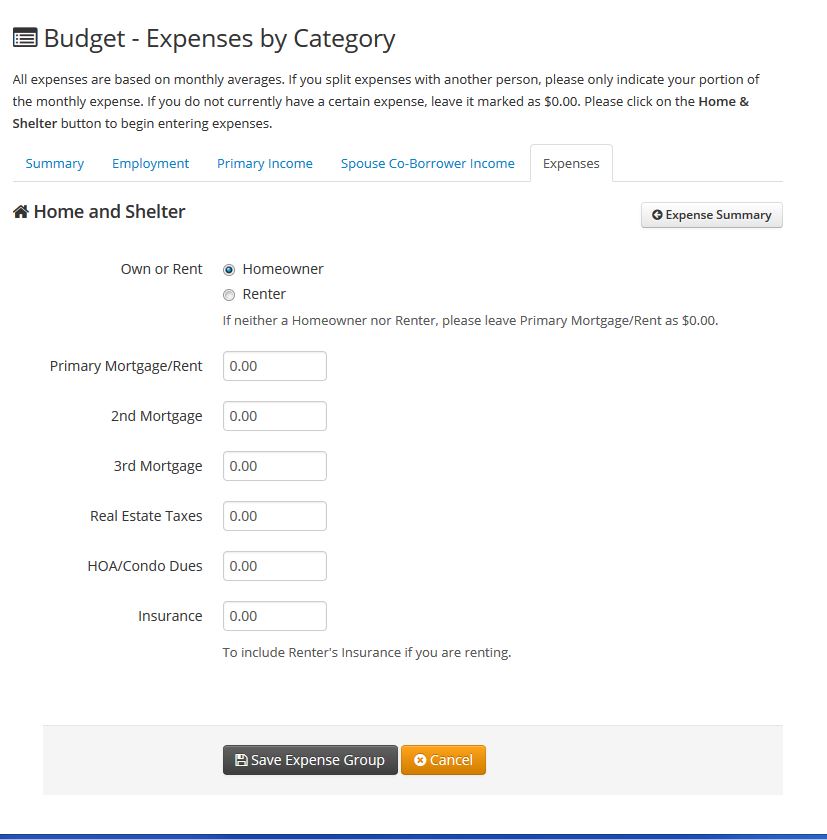 Budget - Expenses by Category
All expenses are based on monthly averages. If you split expenses with another person, please only indicate your portion of
the monthly expense. If you do not currently have a certain expense, leave it marked as $0.00. Please click on the Home &
Shelter button to begin entering expenses.
Summary Employment Primary Income Spouse Co-Borrower Income Expenses
Home and Shelter Expense Summary
Own or Rent Homeowner
Renter
If neither a Homeowner nor Renter, please leave Primary Mortgage/Rent as $0.00.
Primary Mortgage/Rent 0.00
2nd Mortgage 0.00
3rd Mortgage 0.00
Real Estate Taxes 0.00
HOA/Condo Dues 0.00
Insurance 0.00
To include Renter's Insurance if you are renting.
Save Expense Group Cancel